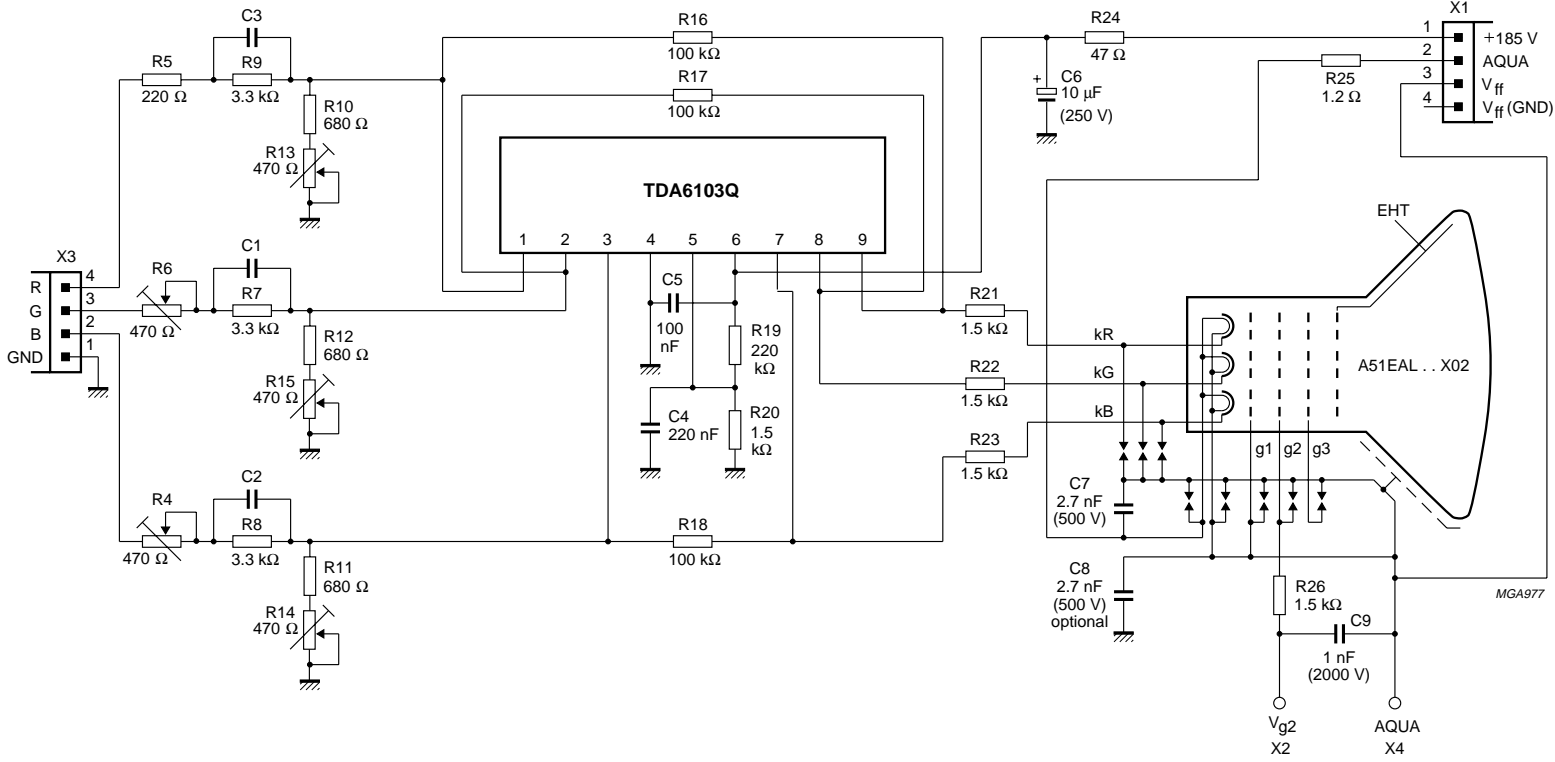 C3
R5
220 Ω
R9
3.3 kΩ
R10
680 Ω
R13
470 Ω
R16
100 kΩ
R17
100 kΩ
R24
47 Ω
C6
+
10 μF
(250 V)
R25
1.2 Ω
X1
1
+185 V
2
AQUA
3
Vff
4
Vff (GND)
TDA6103Q
1
2
3
4
5
6
7
8
9
X3
R
4
G
3
B
2
GND
1
R6
470 Ω
C1
R7
3.3 kΩ
R12
680 Ω
R15
470 Ω
C5
100
nF
R19
220
kΩ
C4
220 nF
R20
1.5
kΩ
R21
1.5 kΩ
R22
1.5 kΩ
R23
1.5 kΩ
kR
kG
kB
EHT
A51EAL . . X02
g1
g2
g3
C7
2.7 nF
(500 V)
R4
470 Ω
C2
R8
3.3 kΩ
R11
680 Ω
R14
470 Ω
R18
100 kΩ
C8
2.7 nF
(500 V)
optional
R26
1.5 kΩ
C9
1 nF
(2000 V)
MGA977
Vg2
X2
AQUA
X4